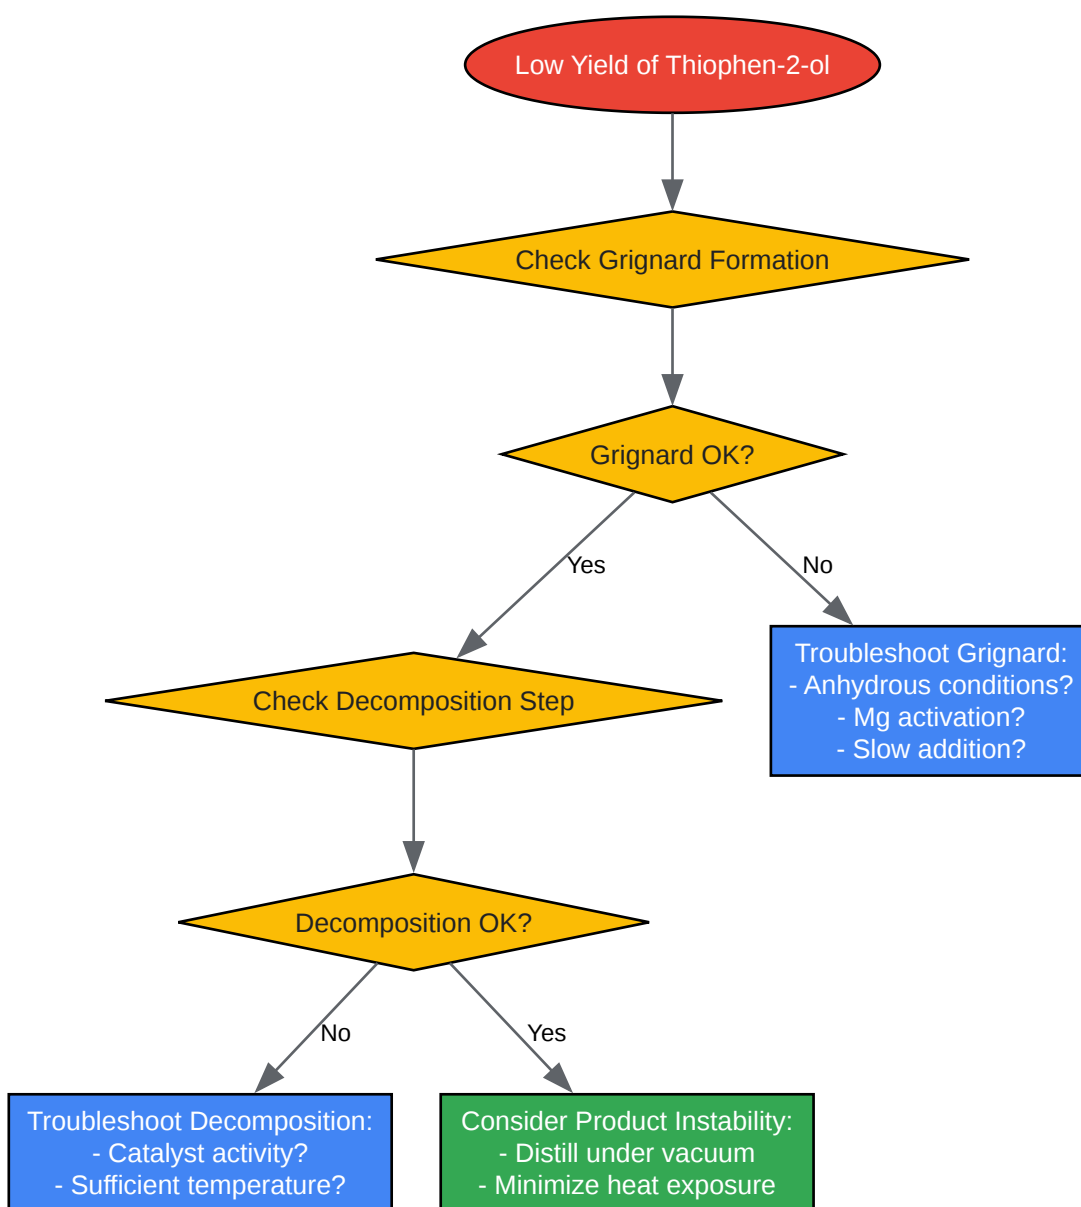 Low Yield of Thiophen-2-ol
Check Grignard Formation
Grignard OK?
Yes
No
Troubleshoot Grignard:
- Anhydrous conditions?
- Mg activation?
- Slow addition?
Check Decomposition Step
Decomposition OK?
No
Yes
Troubleshoot Decomposition:
- Catalyst activity?
- Sufficient temperature?
Consider Product Instability:
- Distill under vacuum
- Minimize heat exposure